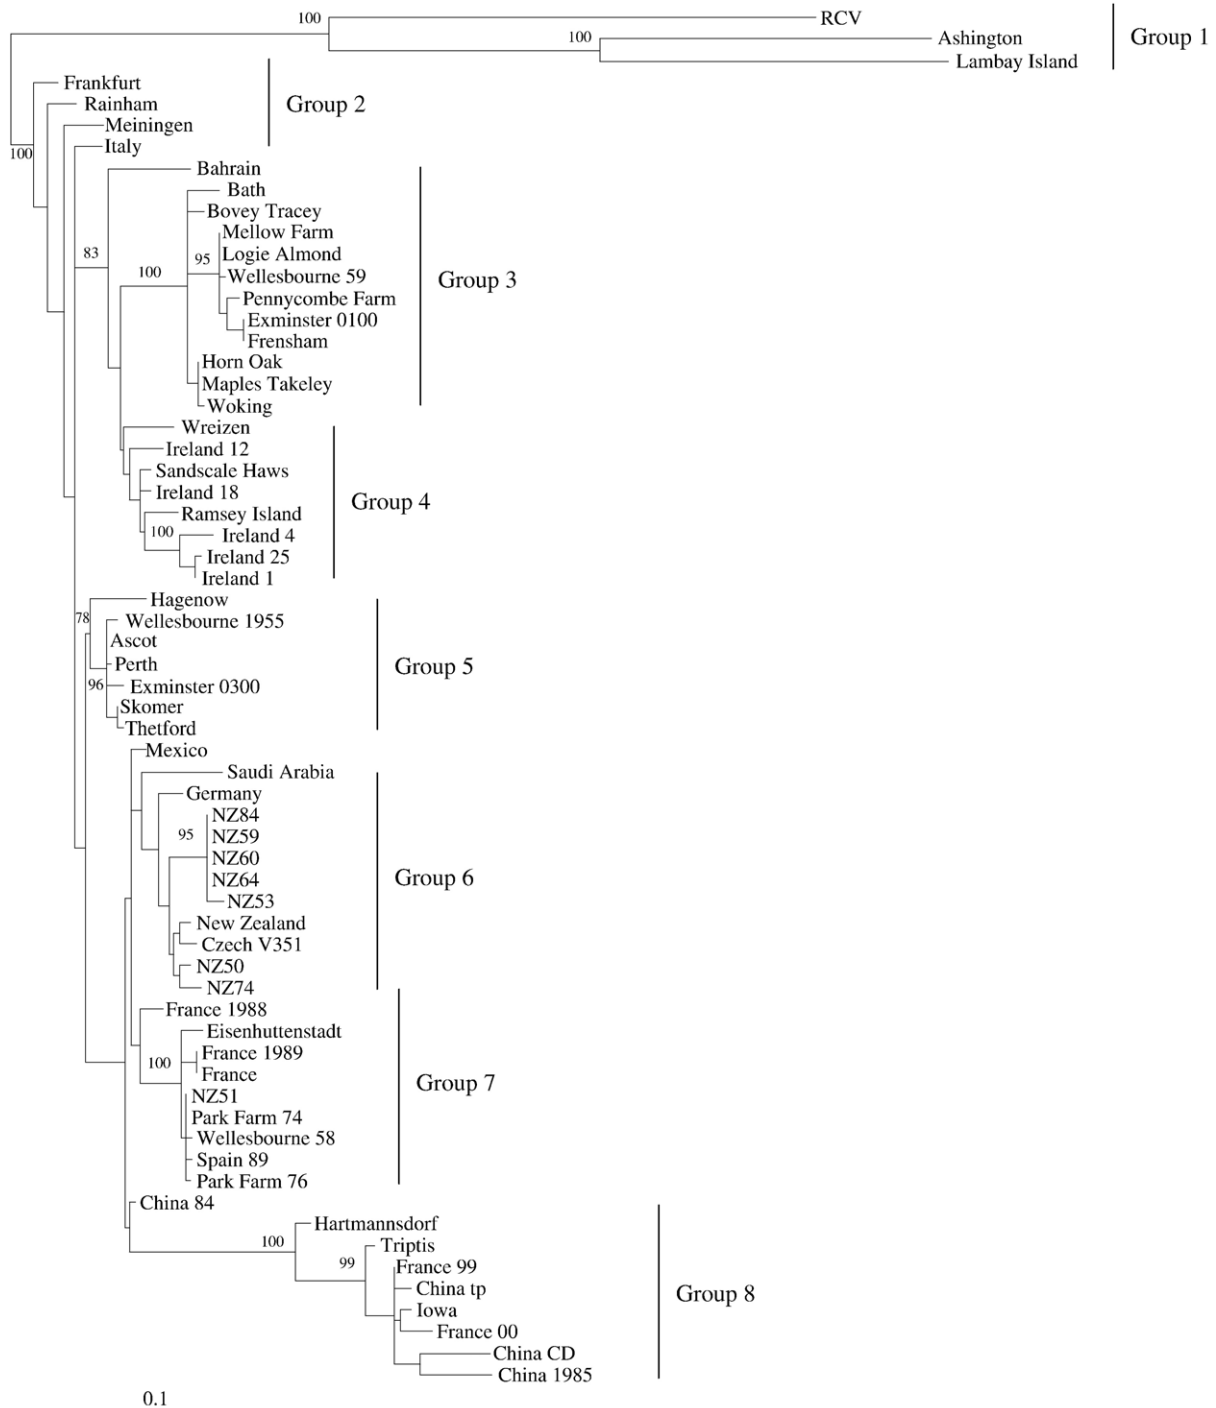 100
RCV
100
Ashington
Group 1
Lambay Island
Frankfurt
Rainham
Group 2
Meiningen
100
Italy
Bahrain
Bath
Bovey Tracey
Mellow Farm
83
95
Logie Almond
100
Wellesbourne 59
Group 3
Pennycombe Farm
Exminster 0100
Frensham
Horn Oak
Maples Takeley
Woking
Wreizen
Ireland 12
Sandscale Haws
Ireland 18
Group 4
Ramsey Island
100
Ireland 4
Ireland 25
Ireland 1
Hagenow
78
Wellesbourne 1955
Ascot
Perth
Group 5
96
Exminster 0300
Skomer
Thetford
Mexico
Saudi Arabia
Germany
NZ84
95
NZ59
NZ60
NZ64
Group 6
NZ53
New Zealand
Czech V351
NZ50
NZ74
France 1988
Eisenhuttenstadt
France 1989
100
France
Group 7
NZ51
Park Farm 74
Wellesbourne 58
Spain 89
Park Farm 76
China 84
Hartmannsdorf
100
Triptis
99
France 99
China tp
Group 8
Iowa
France 00
China CD
China 1985
0.1